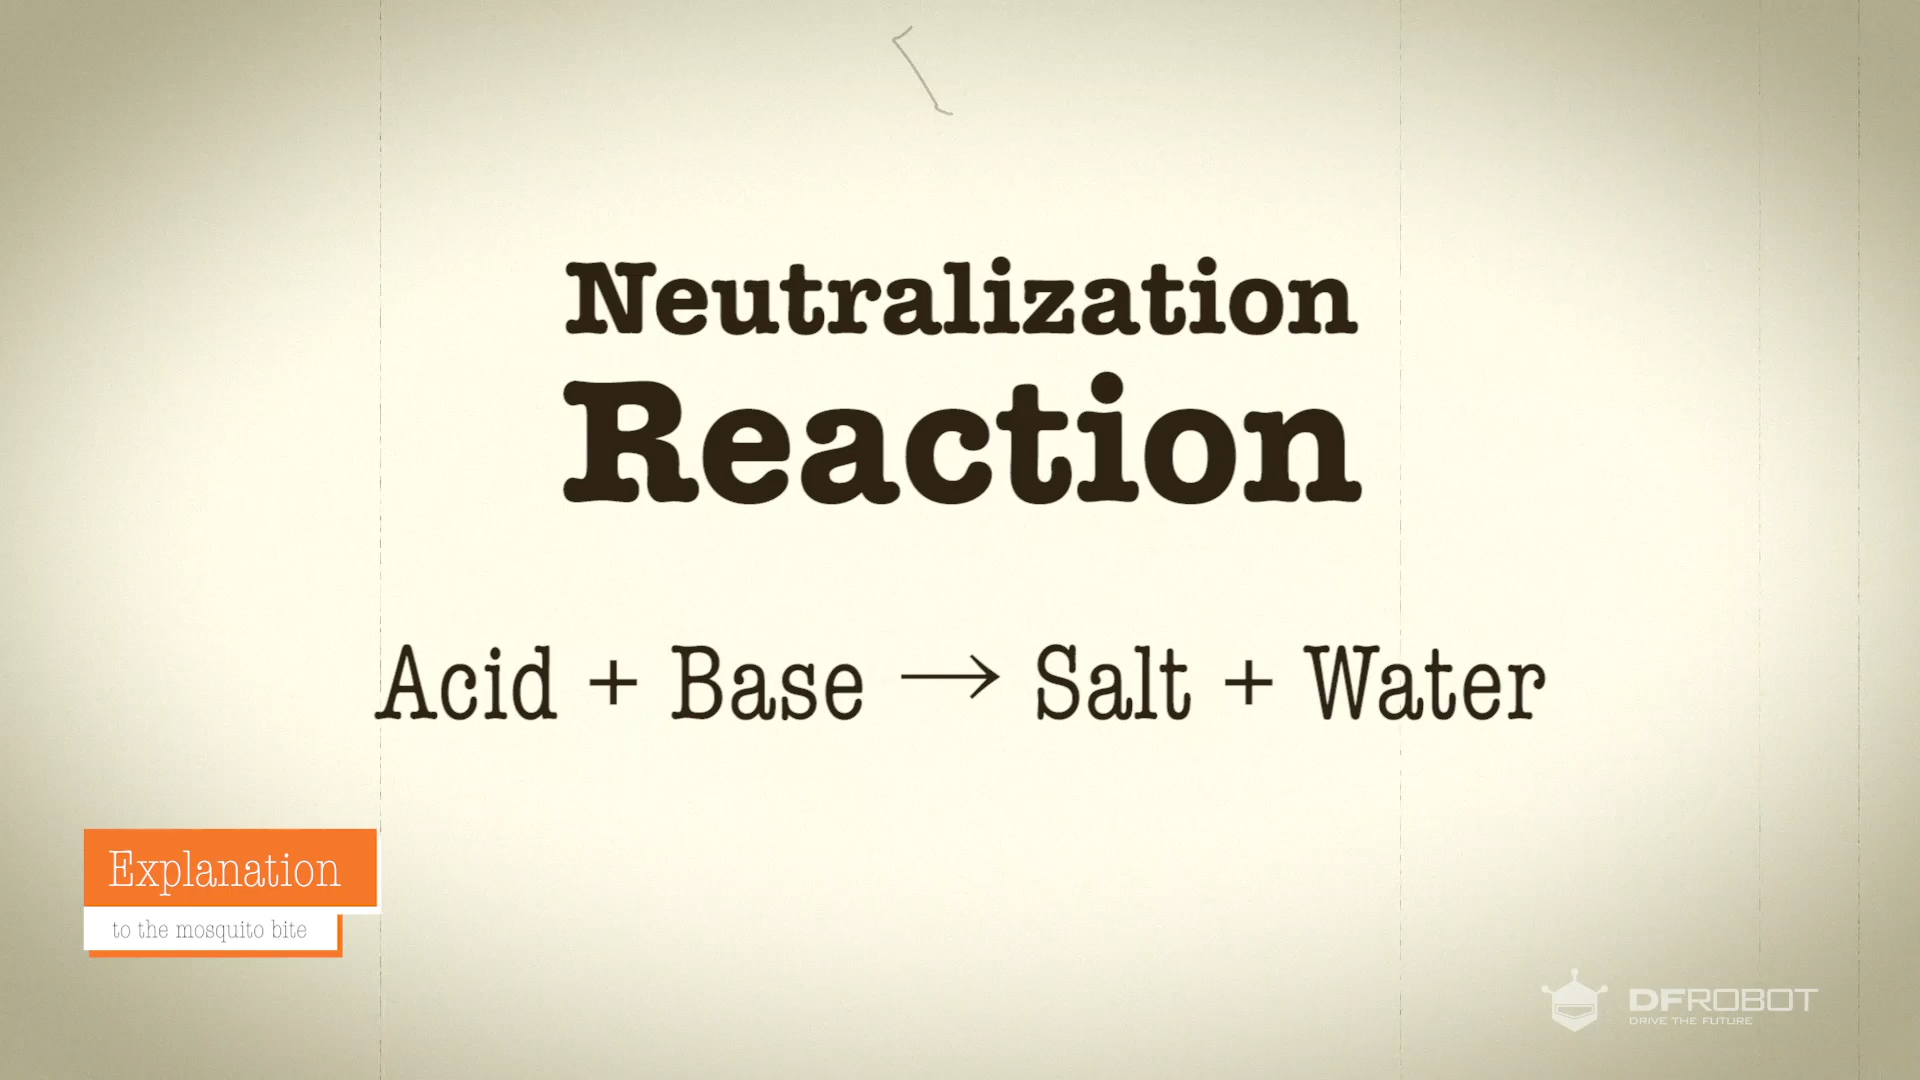 Neutralization
Reaction
Acid + Base → Salt + Water
Explanation
to the mosquito bite
DFROBOT
DRIVE THE FUTURE